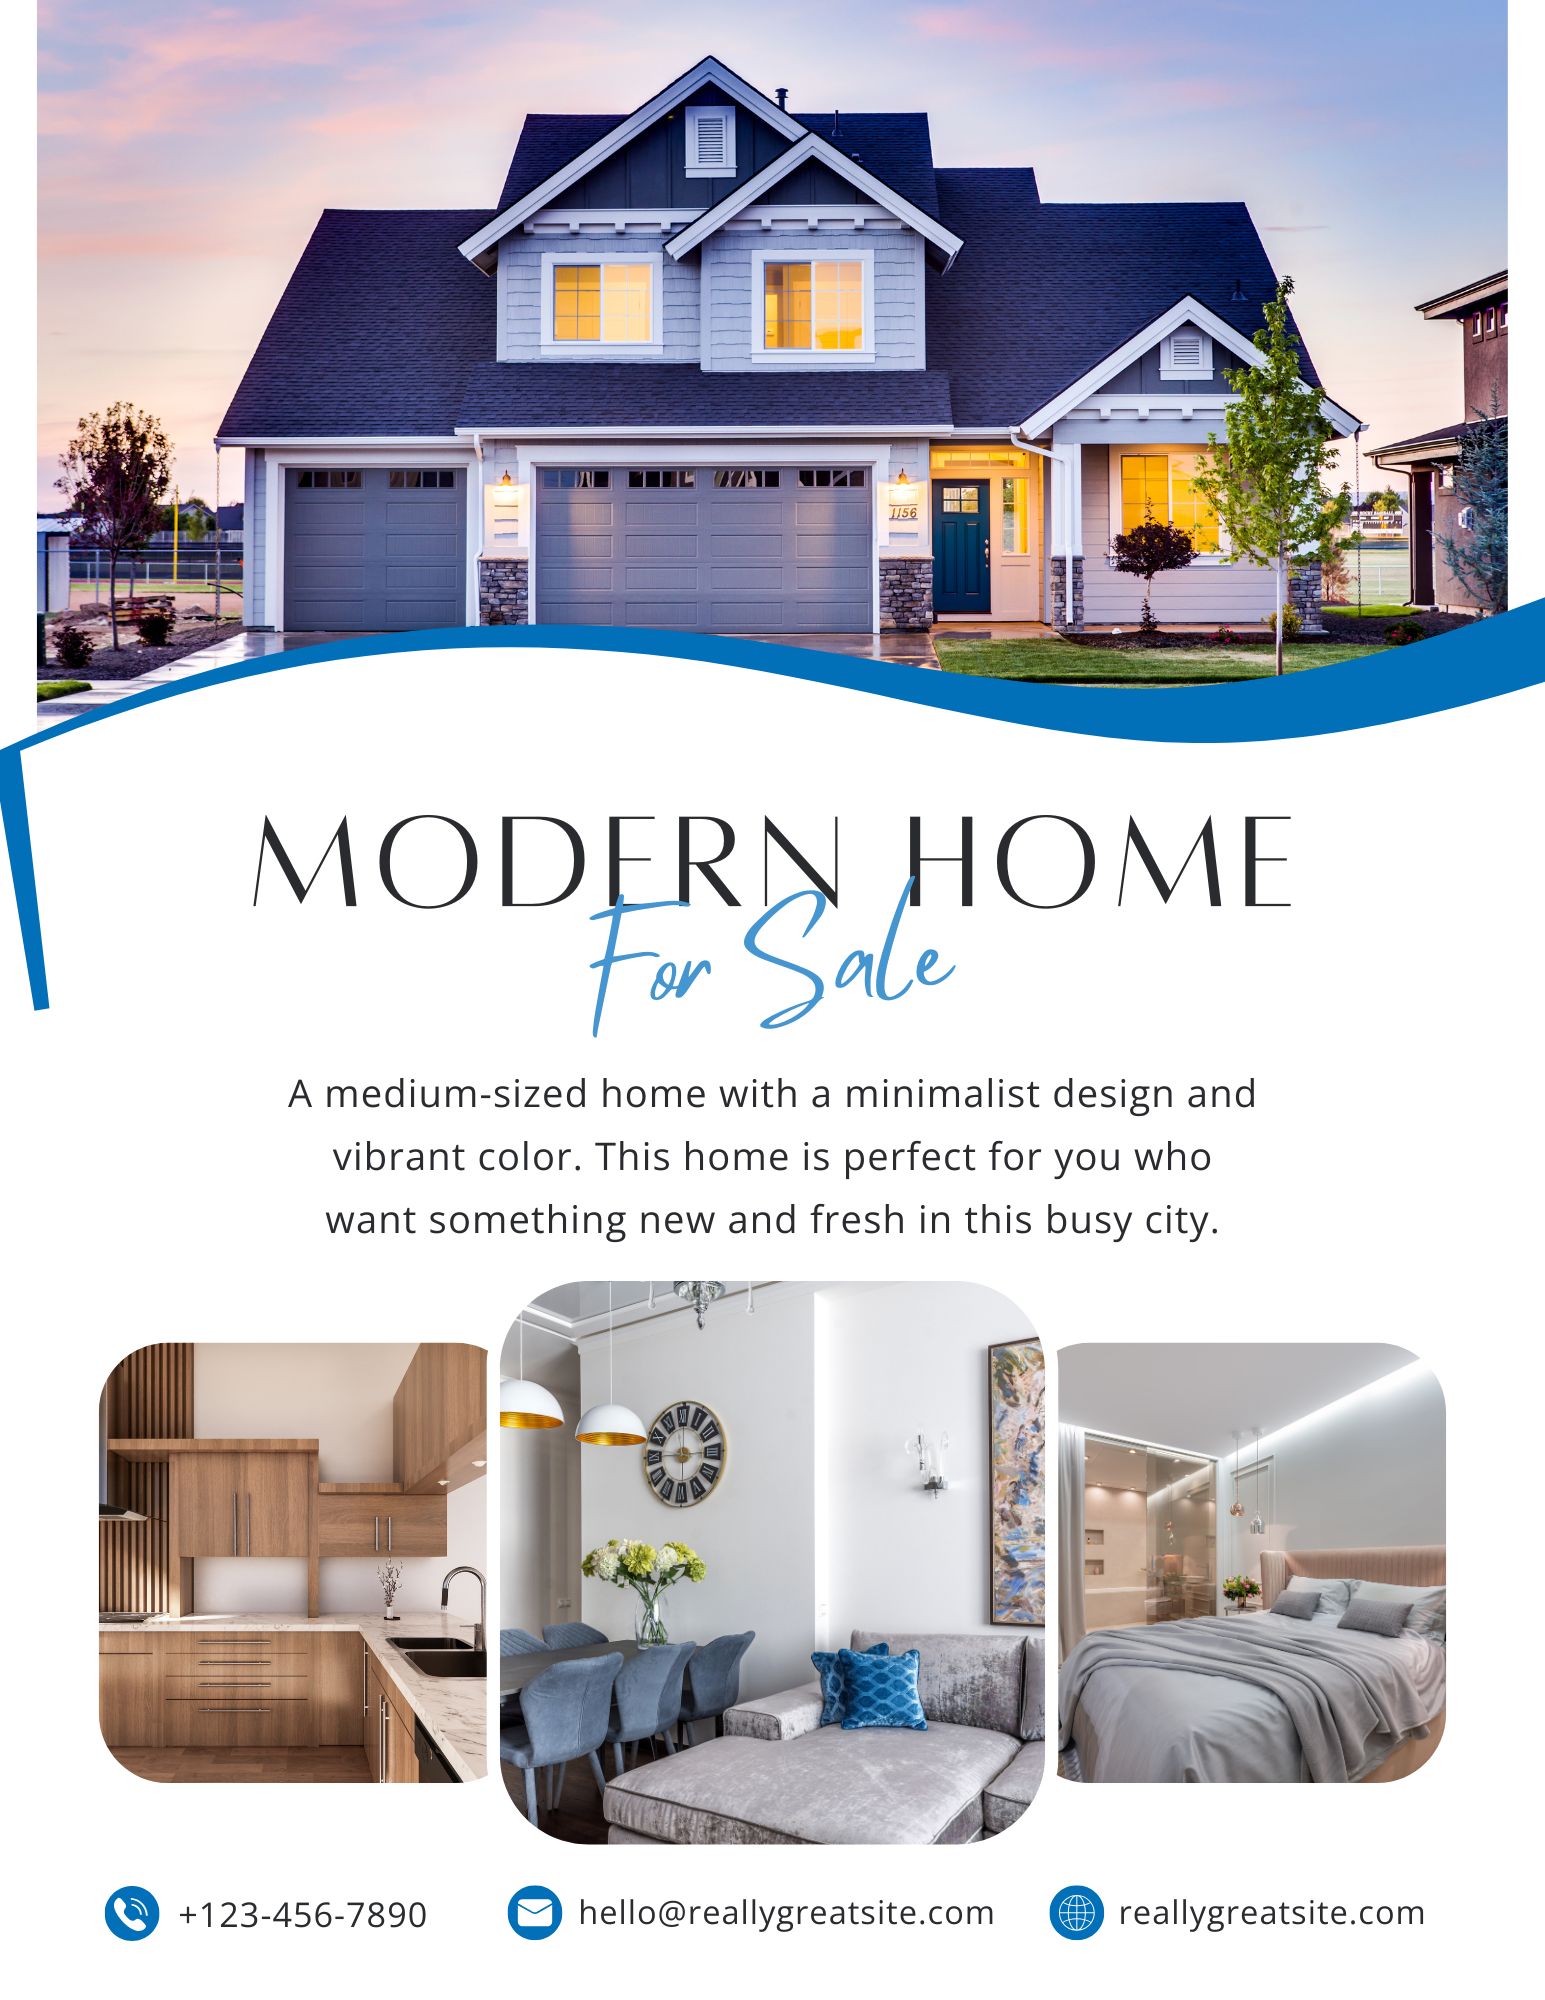 1156
MODERN HOME
For Sale
A medium-sized home with a minimalist design and
vibrant color. This home is perfect for you who
want something new and fresh in this busy city.
+123-456-7890
hello@reallygreatsite.com
reallygreatsite.com